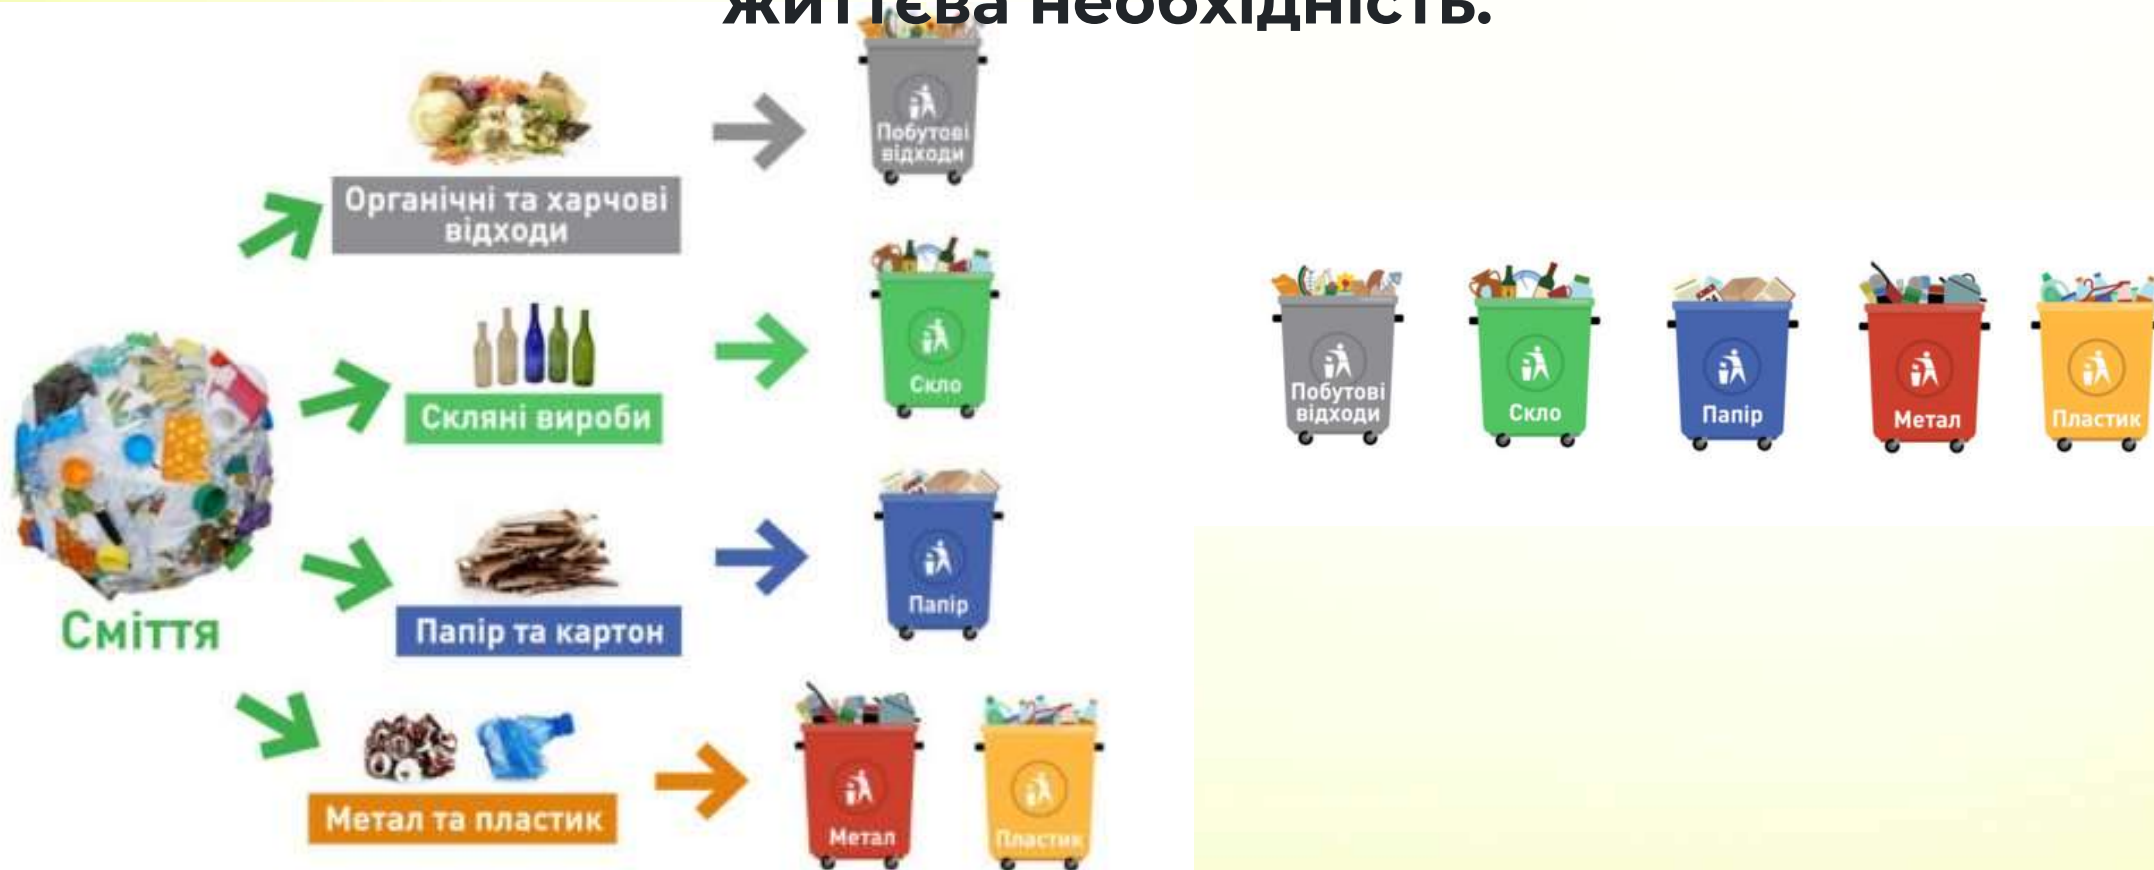 життєва необхідність.
Побутові
відходи
Органічні та харчові
відходи
Скло
Скляні вироби
Папір
Папір та картон
Сміття
Метал та пластик
Метал
Пластик
Побутові
відходи
Скло
Папір
Метал
Пластик